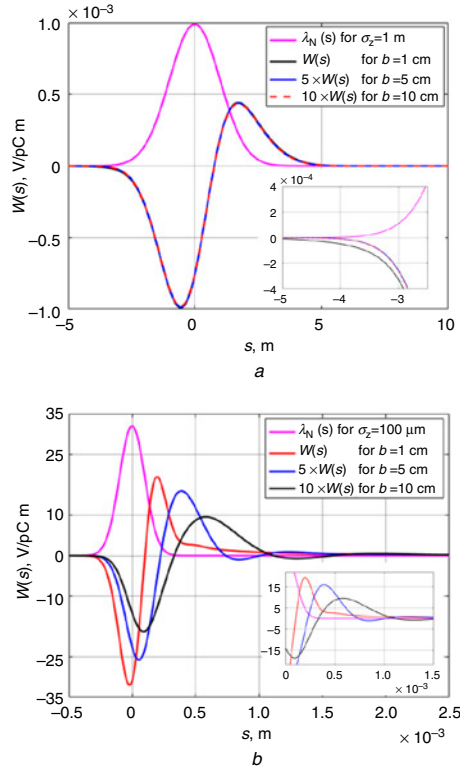 × 10⁻³
1.0
0.5
0
−0.5
−1.0
W(s), V/pC m
λN (s) for σz=1 m
W(s) for b=1 cm
5 ×W(s) for b=5 cm
10 ×W(s) for b=10 cm
× 10⁻⁴
4
2
0
−2
−4
−5 −4 −3
−5 0 5 10
s, m
a
35
20
10
0
−10
−25
−35
W(s), V/pC m
λN (s) for σz=100 μm
W(s) for b=1 cm
5 ×W(s) for b=5 cm
10 ×W(s) for b=10 cm
15
5
−5
−15
0 0.5 1.0 1.5
× 10⁻³
−0.5 0 0.5 1.0 1.5 2.0 2.5
s, m
× 10⁻³
b